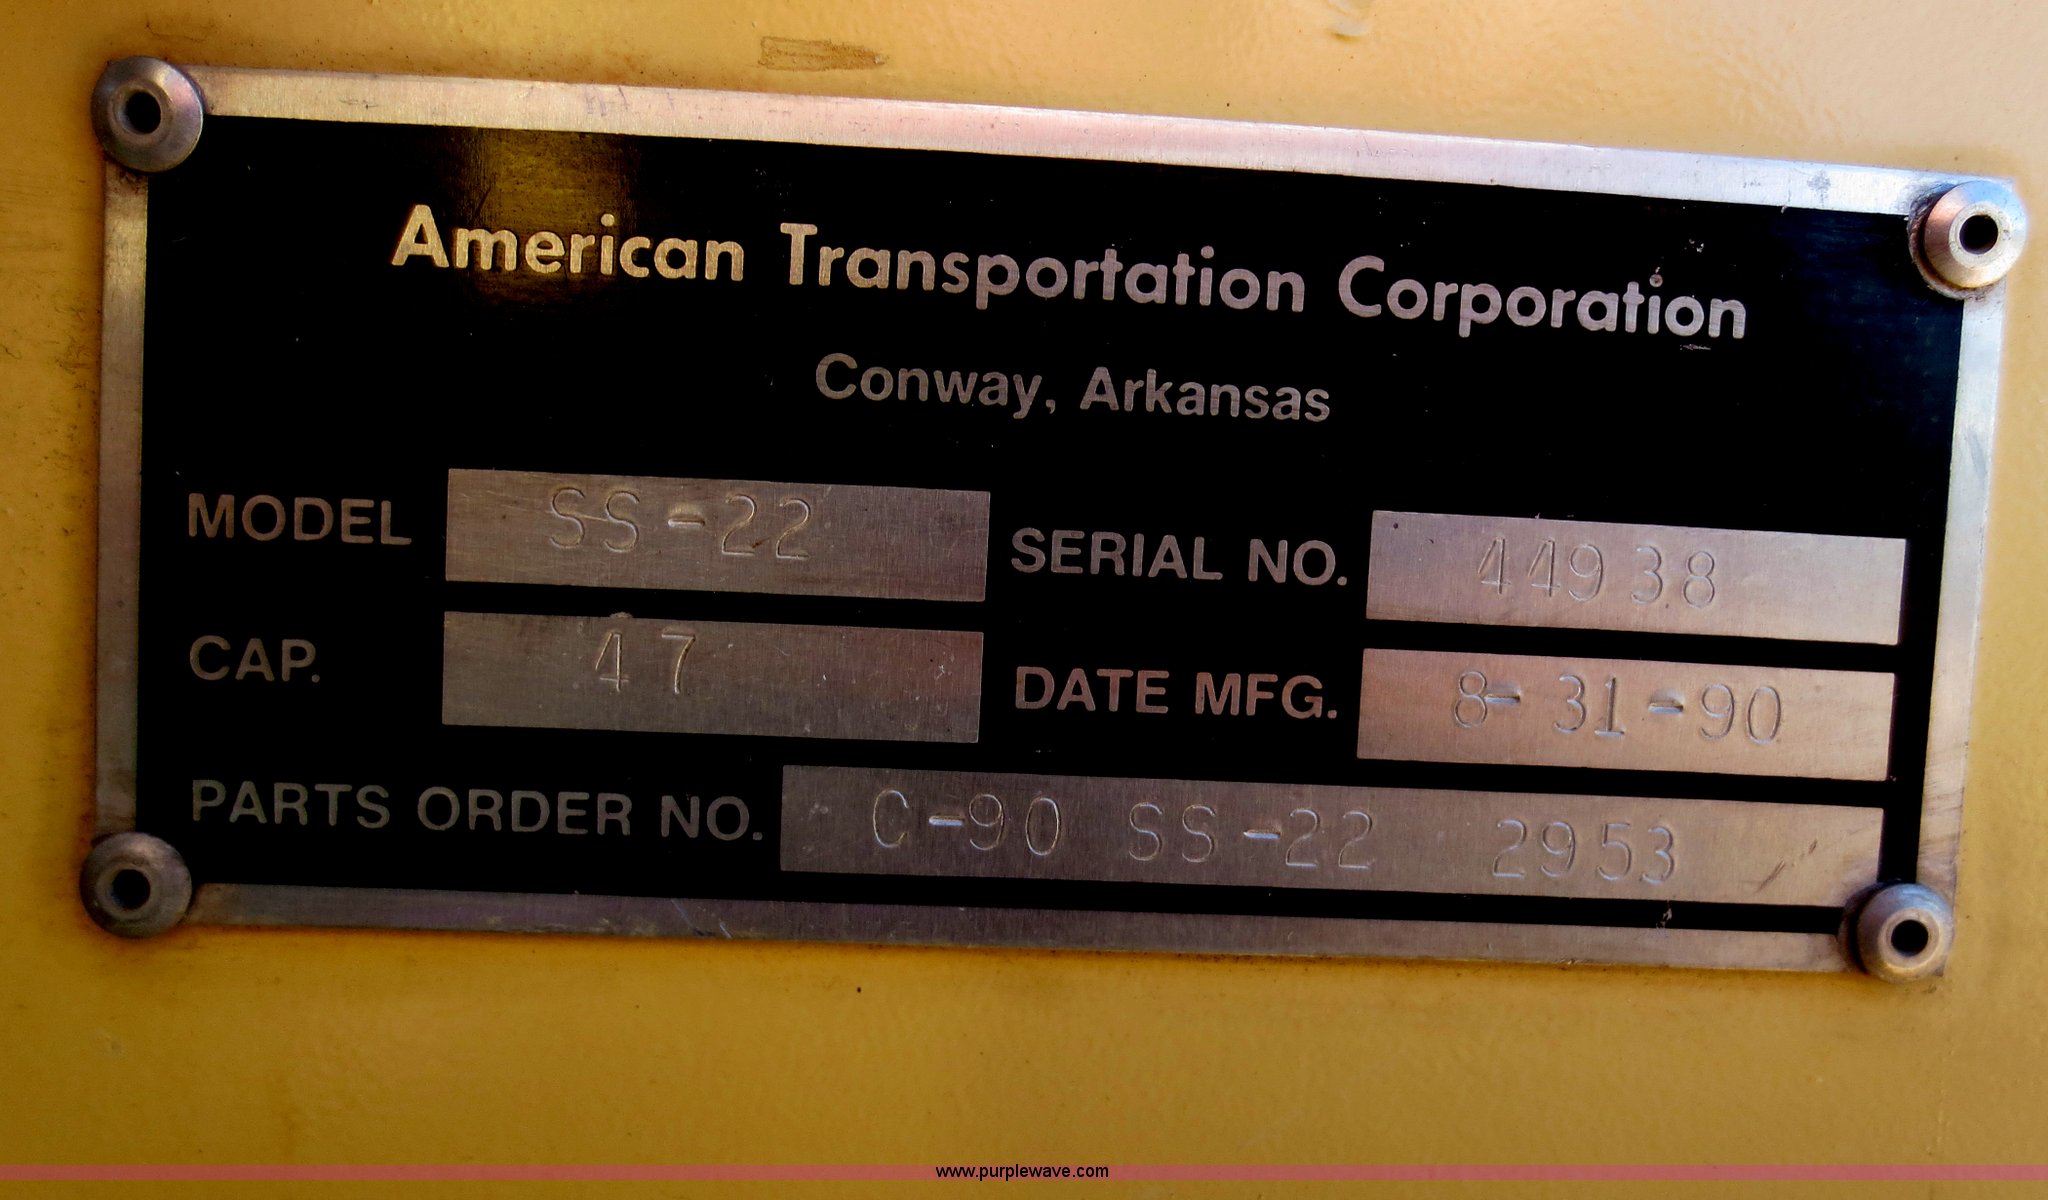 American Transportation Corporation
Conway, Arkansas
MODEL SS-22 SERIAL NO. 44938
CAP. 47 DATE MFG. 8-31-90
PARTS ORDER NO. C-90 SS-22 2953
www.purplewave.com